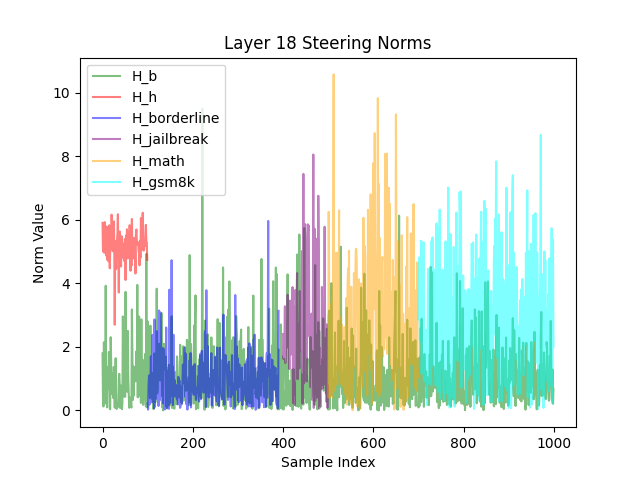 Layer 18 Steering Norms
H_b
H_h
H_borderline
H_jailbreak
H_math
H_gsm8k
Norm Value
10
8
6
4
2
0
0 200 400 600 800 1000
Sample Index